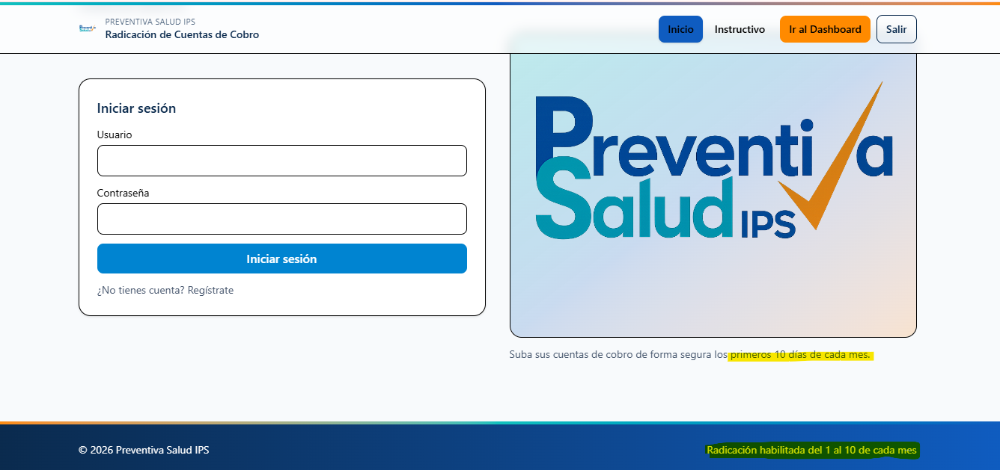 PREVENTIVA SALUD IPS
Radicación de Cuentas de Cobro
Inicio
Instructivo
Ir al Dashboard
Salir
Iniciar sesión
Usuario
Contraseña
Iniciar sesión
¿No tienes cuenta? Regístrate
Preventiva
Salud IPS
Suba sus cuentas de cobro de forma segura los primeros 10 días de cada mes.
© 2026 Preventiva Salud IPS
Radicación habilitada del 1 al 10 de cada mes